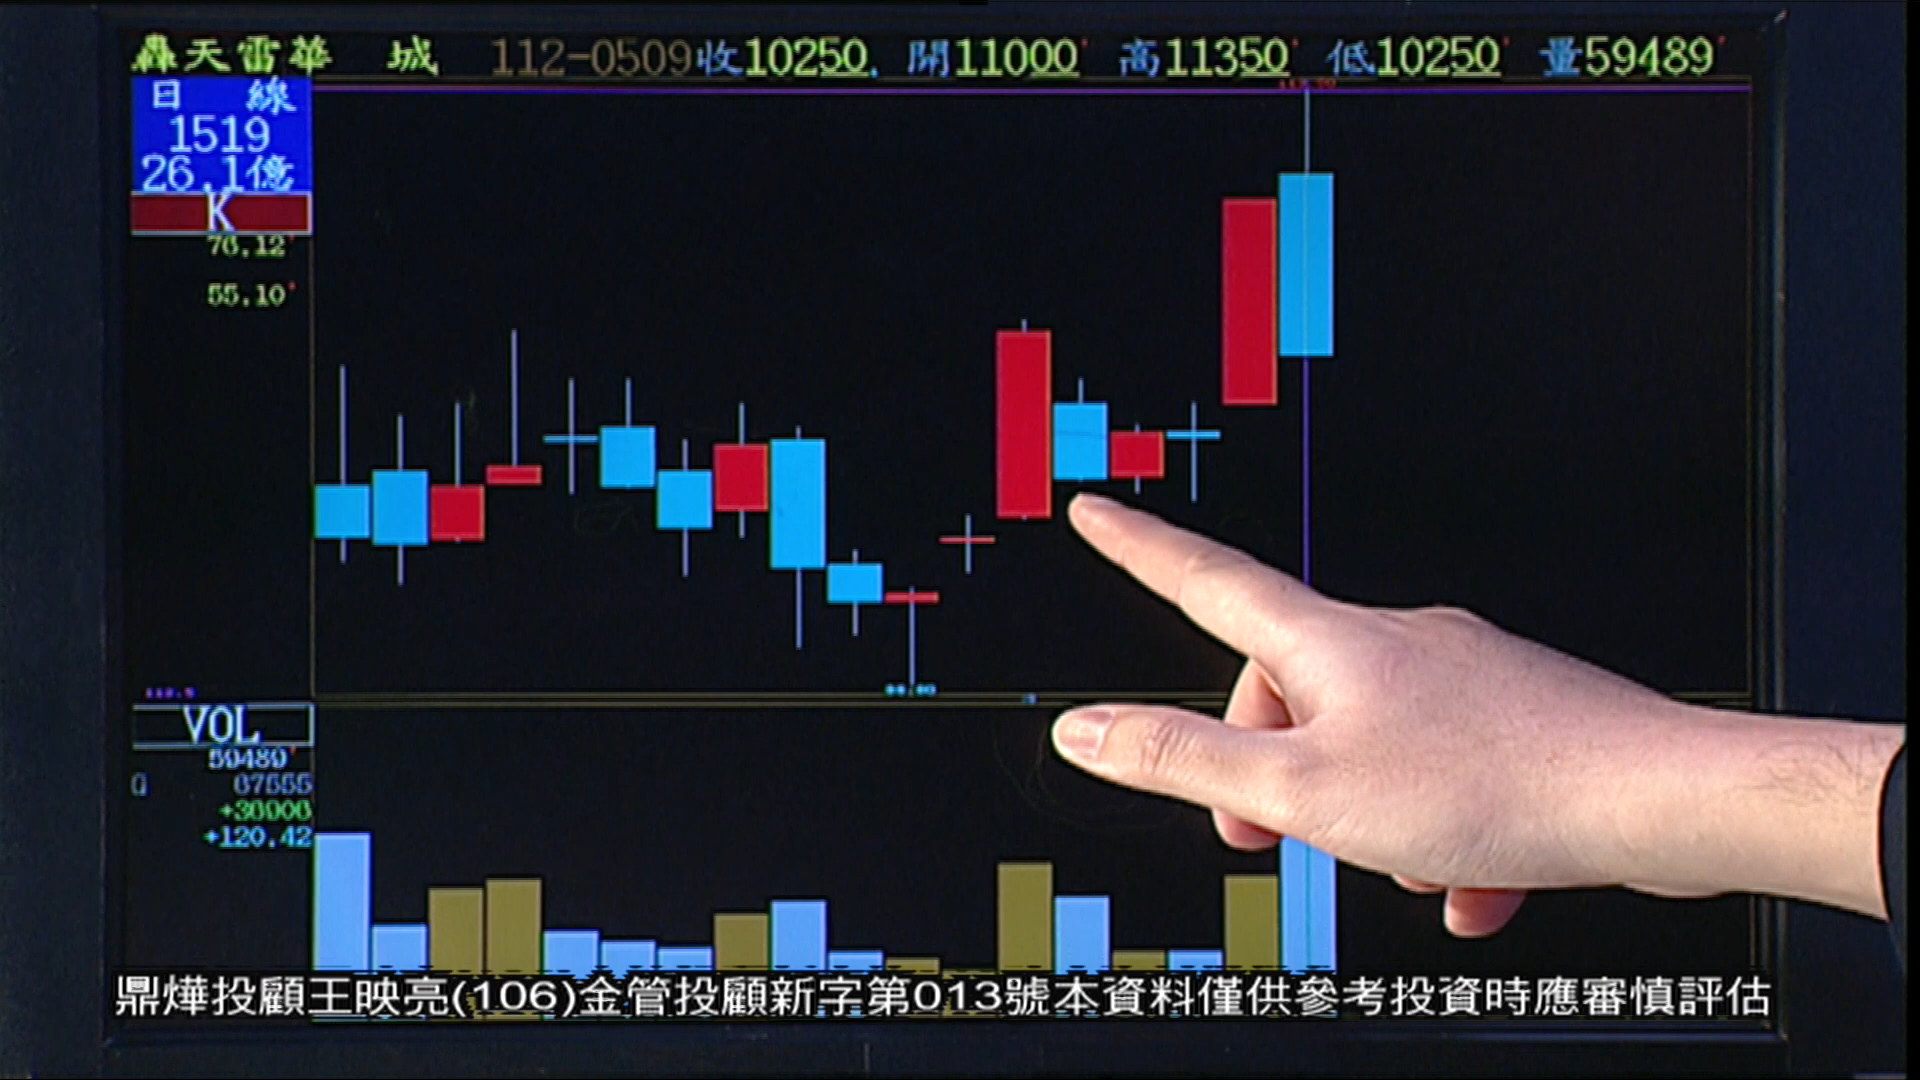 轟天雷華 城 112-0509收10250. 開11000 高11350 低10250 量59489
日 線
1519
26.1億
K
76.12
55.10
VOL
59489
Q 67555
+36906
+120.42
鼎燁投顧王映亮(106)金管投顧新字第013號本資料僅供參考投資時應審慎評估